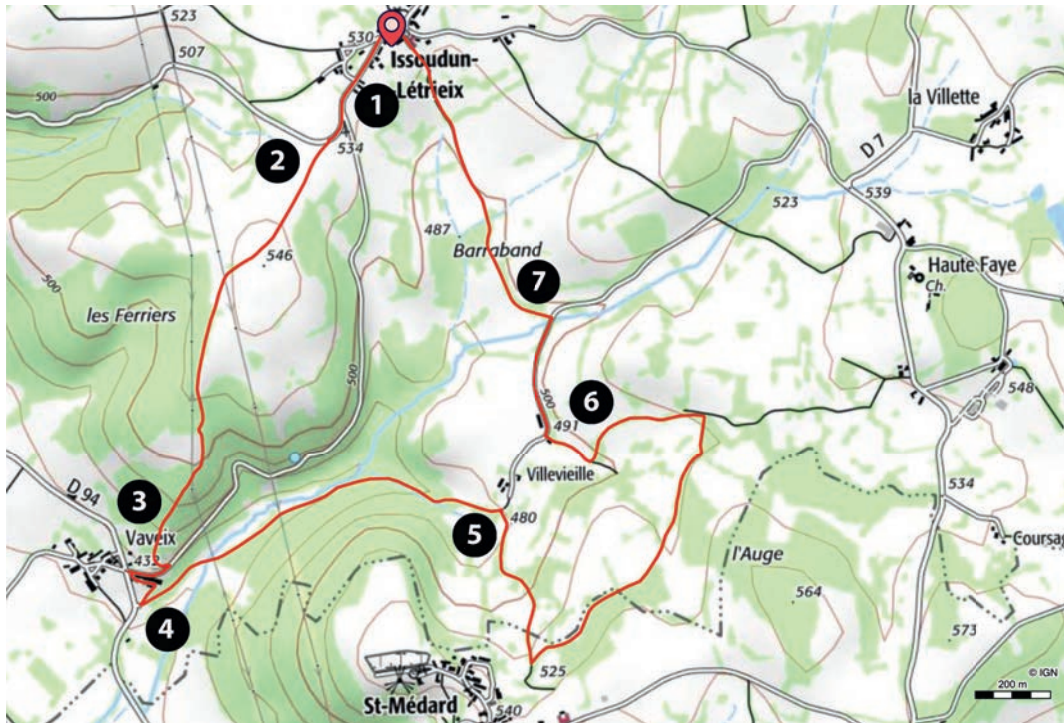 523
530
507
Issoudun-
Létrieix
la Villette
500
1
534
2
D 7
539
523
487
Barraband
546
7
Haute Faye
Ch.
500
les Ferriers
500
500
6
548
491
Villevieille
D 94
3
534
Vaveix
5
480
Coursag
432
l'Auge
4
564
573
525
© IGN
200 m
St-Médard
540